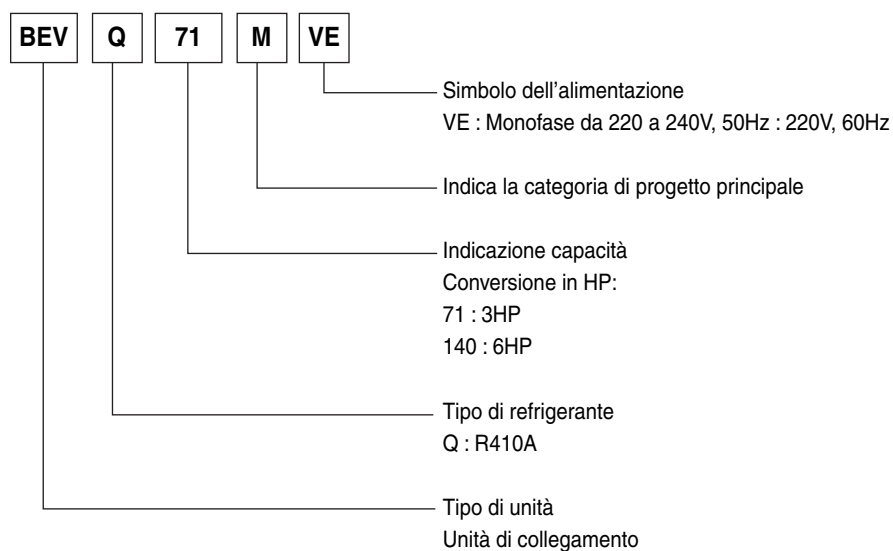 BEV Q 71 M VE
Simbolo dell'alimentazione
VE : Monofase da 220 a 240V, 50Hz : 220V, 60Hz
Indica la categoria di progetto principale
Indicazione capacità
Conversione in HP:
71 : 3HP
140 : 6HP
Tipo di refrigerante
Q : R410A
Tipo di unità
Unità di collegamento